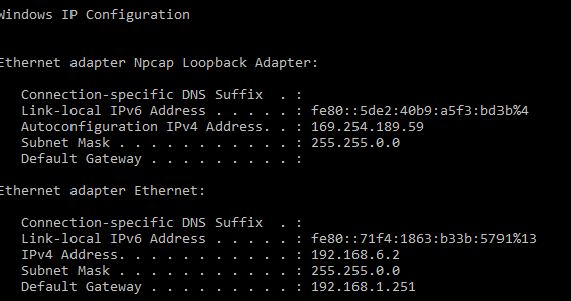 Windows IP Configuration
Ethernet adapter Npcap Loopback Adapter:
Connection-specific DNS Suffix . :
Link-local IPv6 Address . . . . . : fe80::5de2:40b9:a5f3:bd3b%4
Autoconfiguration IPv4 Address. . : 169.254.189.59
Subnet Mask . . . . . . . . . . . : 255.255.0.0
Default Gateway . . . . . . . . . :
Ethernet adapter Ethernet:
Connection-specific DNS Suffix . :
Link-local IPv6 Address . . . . . : fe80::71f4:1863:b33b:5791%13
IPv4 Address. . . . . . . . . . . : 192.168.6.2
Subnet Mask . . . . . . . . . . . : 255.255.0.0
Default Gateway . . . . . . . . . : 192.168.1.251